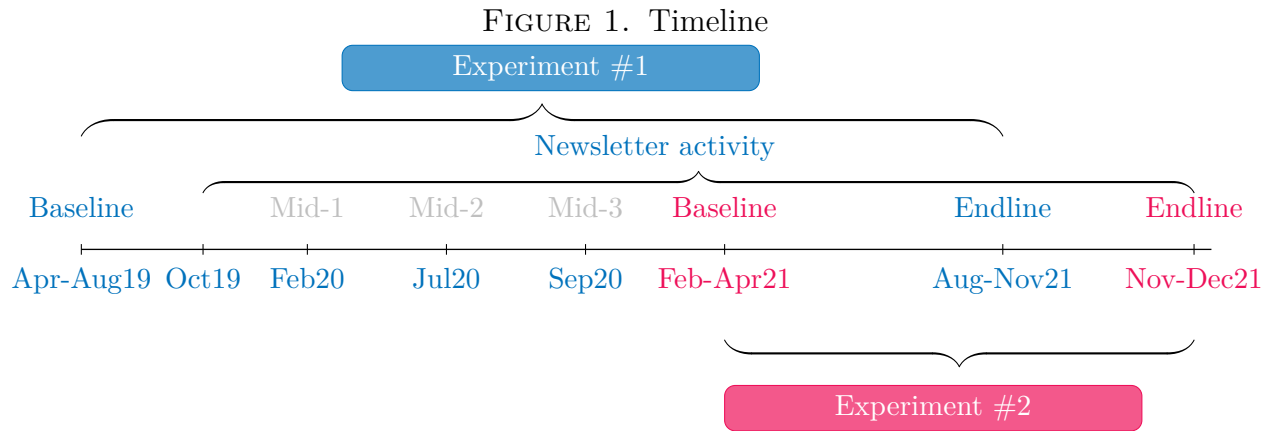 FIGURE 1. Timeline
Experiment #1
Newsletter activity
Baseline Mid-1 Mid-2 Mid-3 Baseline Endline Endline
Apr-Aug19 Oct19 Feb20 Jul20 Sep20 Feb-Apr21 Aug-Nov21 Nov-Dec21
Experiment #2